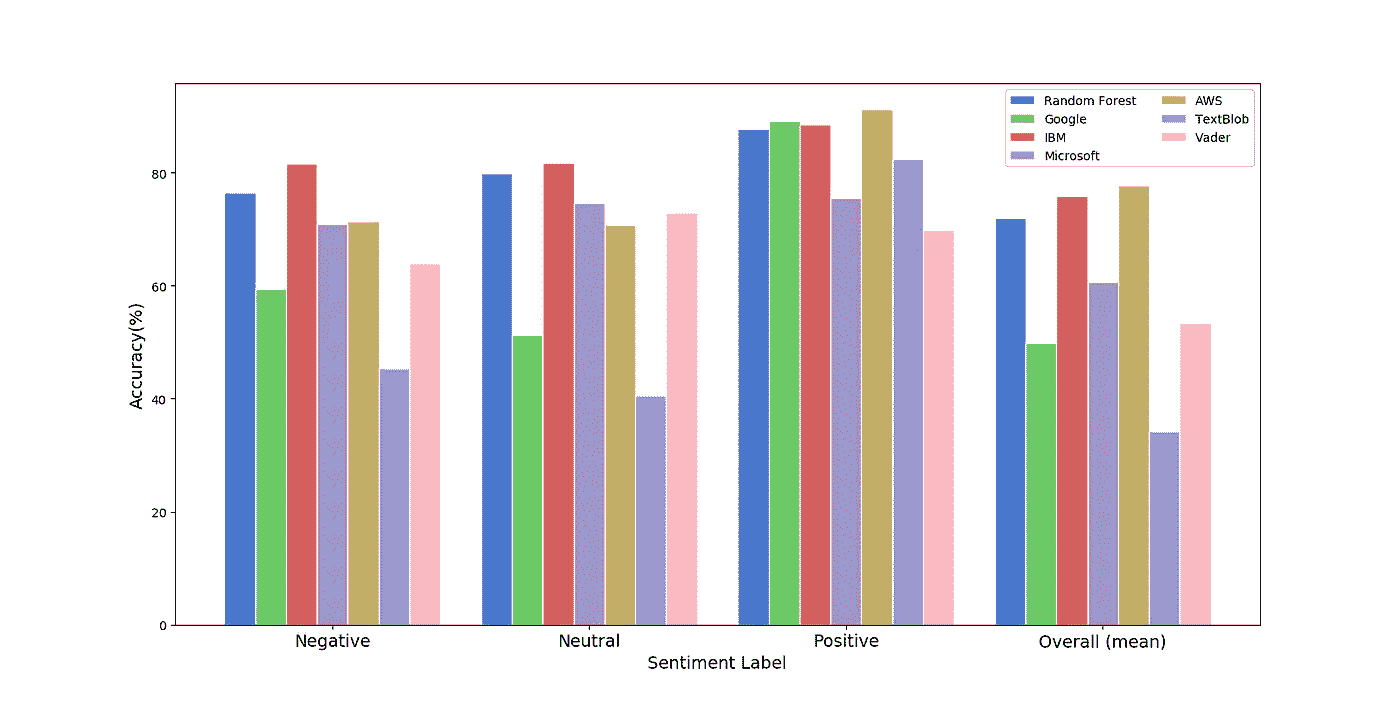 Random Forest
Google
IBM
Microsoft
AWS
TextBlob
Vader
Accuracy(%)
80
60
40
20
0
Negative
Neutral
Positive
Overall (mean)
Sentiment Label